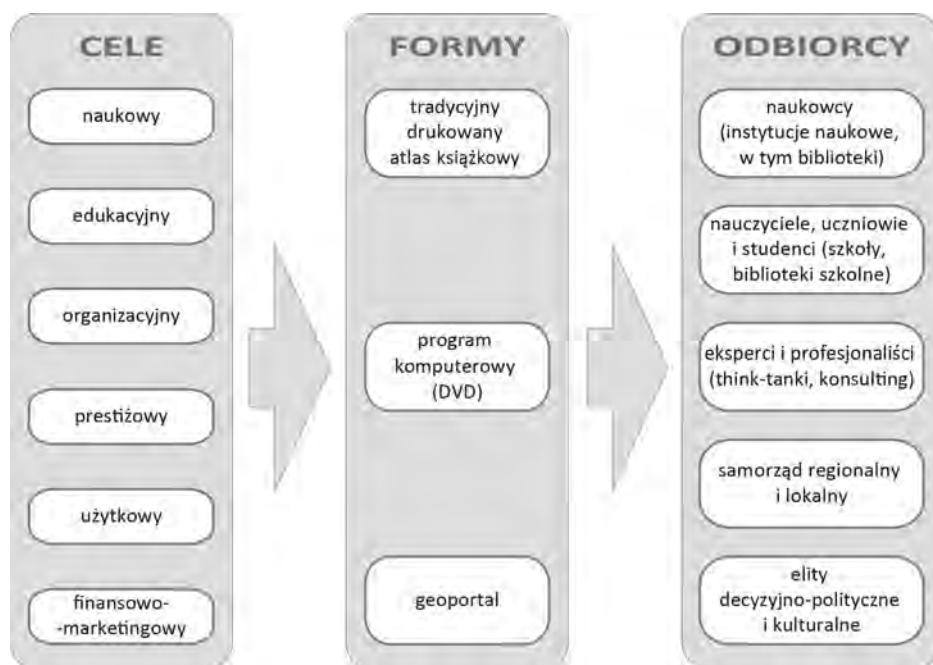 CELE
naukowy
edukacyjny
organizacyjny
prestiżowy
użytkowy
finansowo-
-marketingowy
FORMY
tradycyjny
drukowany
atlas książkowy
program
komputerowy
(DVD)
geoportal
ODBIORCY
naukowcy
(instytucje naukowe,
w tym biblioteki)
nauczyciele, uczniowie
i studenci (szkoły,
biblioteki szkolne)
eksperci i profesjonaliści
(think-tanki, konsulting)
samorząd regionalny
i lokalny
elity
decyzyjno-polityczne
i kulturalne